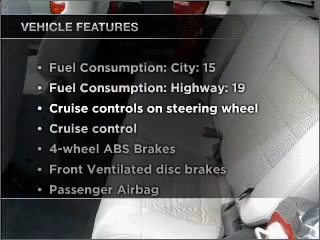 VEHICLE FEATURES
• Fuel Consumption: City: 15
• Fuel Consumption: Highway: 19
• Cruise controls on steering wheel
• Cruise control
• 4-wheel ABS Brakes
• Front Ventilated disc brakes
• Passenger Airbag